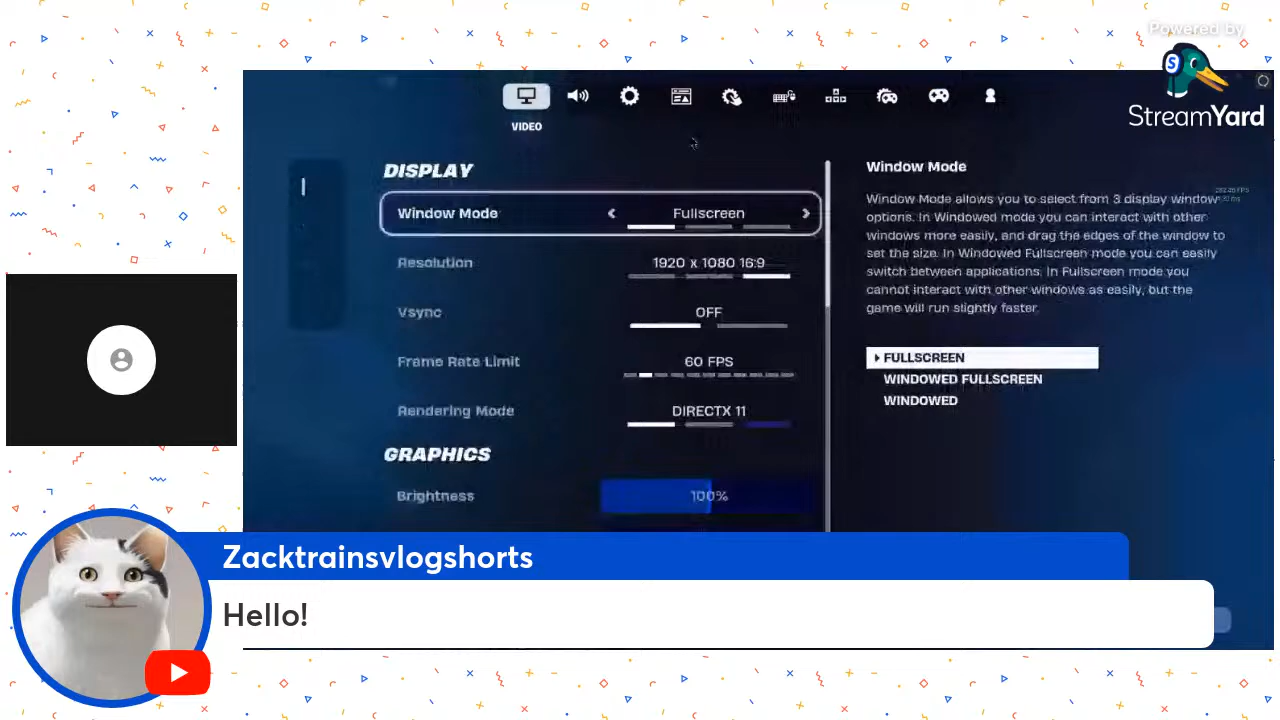 Powered by
StreamYard
VIDEO
DISPLAY
Window Mode
Fullscreen
Resolution
1920 x 1080 16:9
Vsync
OFF
Frame Rate Limit
60 FPS
Rendering Mode
DIRECTX 11
GRAPHICS
Brightness
100%
Window Mode
Window Mode allows you to select from 3 display window
options. In Windowed mode you can interact with other
windows more easily, and drag the edges of the window to
set the size. In Windowed Fullscreen mode you can easily
switch between applications. In Fullscreen mode you
cannot interact with other windows as easily, but the
game will run slightly faster.
FULLSCREEN
WINDOWED FULLSCREEN
WINDOWED
Zacktrainsvlogshorts
Hello!